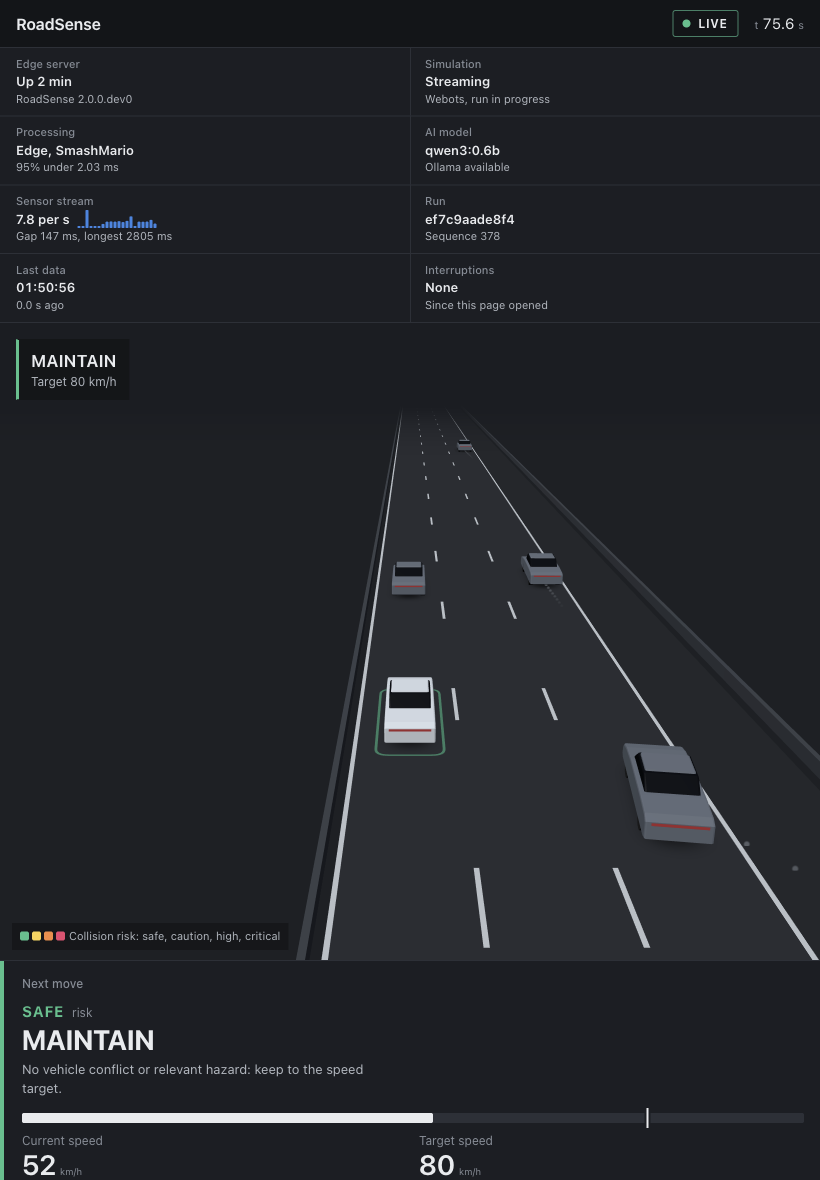 RoadSense
LIVE
t 75.6 s
Edge server
Up 2 min
RoadSense 2.0.0.dev0
Simulation
Streaming
Webots, run in progress
Processing
Edge, SmashMario
95% under 2.03 ms
AI model
qwen3:0.6b
Ollama available
Sensor stream
7.8 per s
Gap 147 ms, longest 2805 ms
Run
ef7c9aade8f4
Sequence 378
Last data
01:50:56
0.0 s ago
Interruptions
None
Since this page opened
MAINTAIN
Target 80 km/h
Collision risk: safe, caution, high, critical
Next move
SAFE risk
MAINTAIN
No vehicle conflict or relevant hazard: keep to the speed
target.
Current speed
52 km/h
Target speed
80 km/h